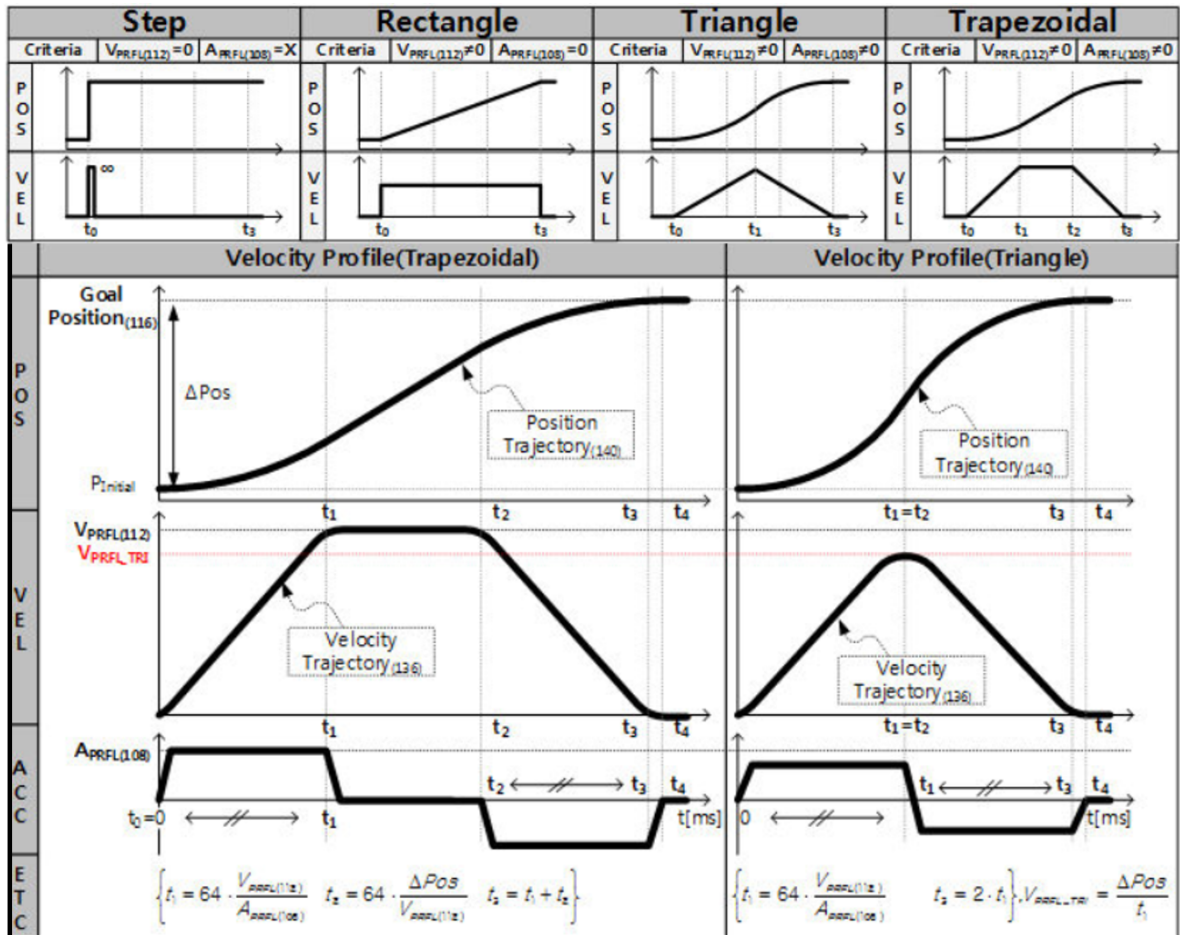 Step Rectangle Triangle Trapezoidal
Criteria VPRFL(112)=0 APRFL(108)=X Criteria VPRFL(112)≠0 APRFL(108)=0 Criteria VPRFL(112)≠0 APRFL(108)≠0 Criteria VPRFL(112)≠0 APRFL(108)≠0
POS POS POS POS
VEL ∞ VEL VEL VEL
t0 t3 t0 t3 t0 t1 t3 t0 t1 t2 t3
Velocity Profile(Trapezoidal) Velocity Profile(Triangle)
Goal
Position(116)
POS
ΔPos
Position
Trajectory(140)
Position
Trajectory(140)
PInitial
t1 t2 t3 t4 t1=t2 t3 t4
VPRFL(112)
VPRFL_TRI
VEL
Velocity
Trajectory(136)
Velocity
Trajectory(136)
t1 t2 t3 t4 t1=t2 t3 t4
APRFL(108)
ACC
t2 t3 t4 t1 t3 t4
t0=0 t1 t[ms] 0 t[ms]
ETC
{t1 = 64 · VPRFL(112)/APRFL(108) t2 = 64 · ΔPos/VPRFL(112) t3 = t1 + t2} {t1 = 64 · VPRFL(112)/APRFL(108) t3 = 2 · t1}, VPRFL_TRI = ΔPos/t1